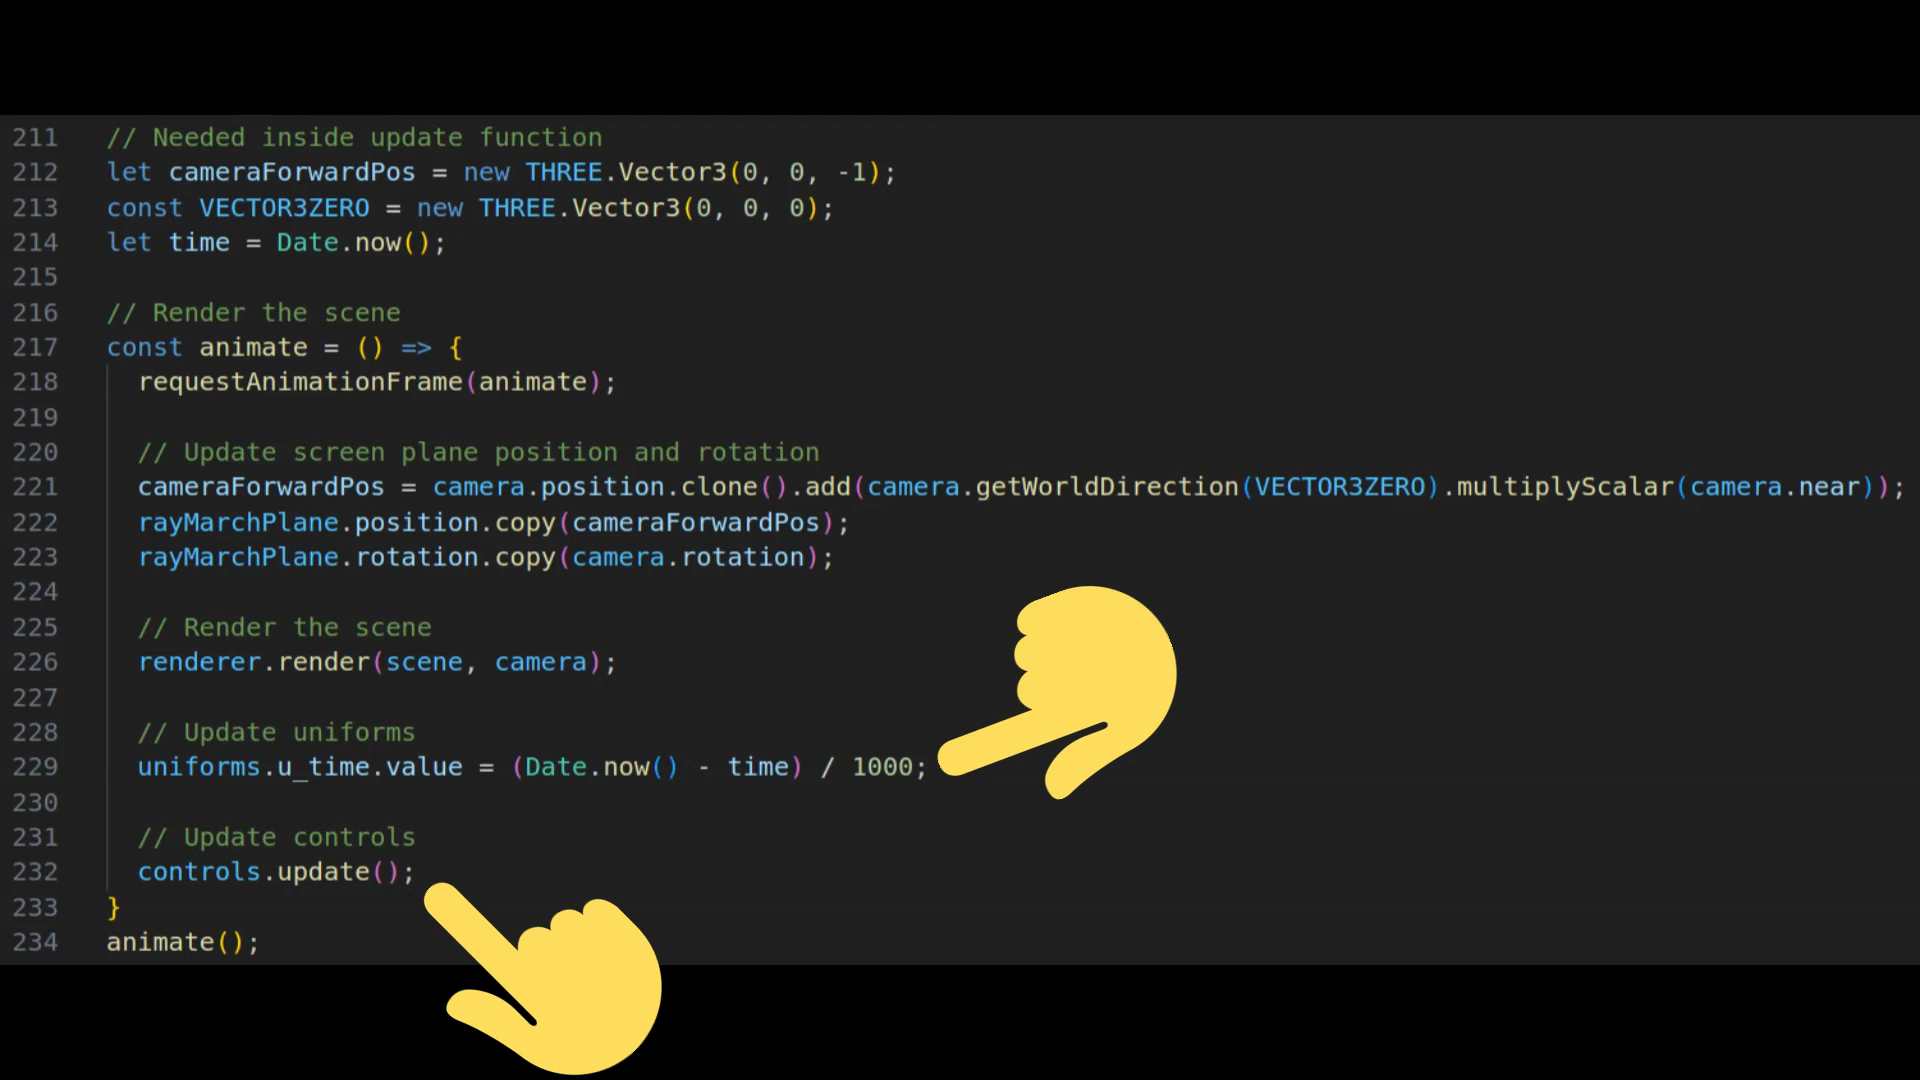 211 // Needed inside update function
212 let cameraForwardPos = new THREE.Vector3(0, 0, -1);
213 const VECTOR3ZERO = new THREE.Vector3(0, 0, 0);
214 let time = Date.now();
215
216 // Render the scene
217 const animate = () => {
218   requestAnimationFrame(animate);
219
220   // Update screen plane position and rotation
221   cameraForwardPos = camera.position.clone().add(camera.getWorldDirection(VECTOR3ZERO).multiplyScalar(camera.near));
222   rayMarchPlane.position.copy(cameraForwardPos);
223   rayMarchPlane.rotation.copy(camera.rotation);
224
225   // Render the scene
226   renderer.render(scene, camera);
227
228   // Update uniforms
229   uniforms.u_time.value = (Date.now() - time) / 1000;
230
231   // Update controls
232   controls.update();
233 }
234 animate();